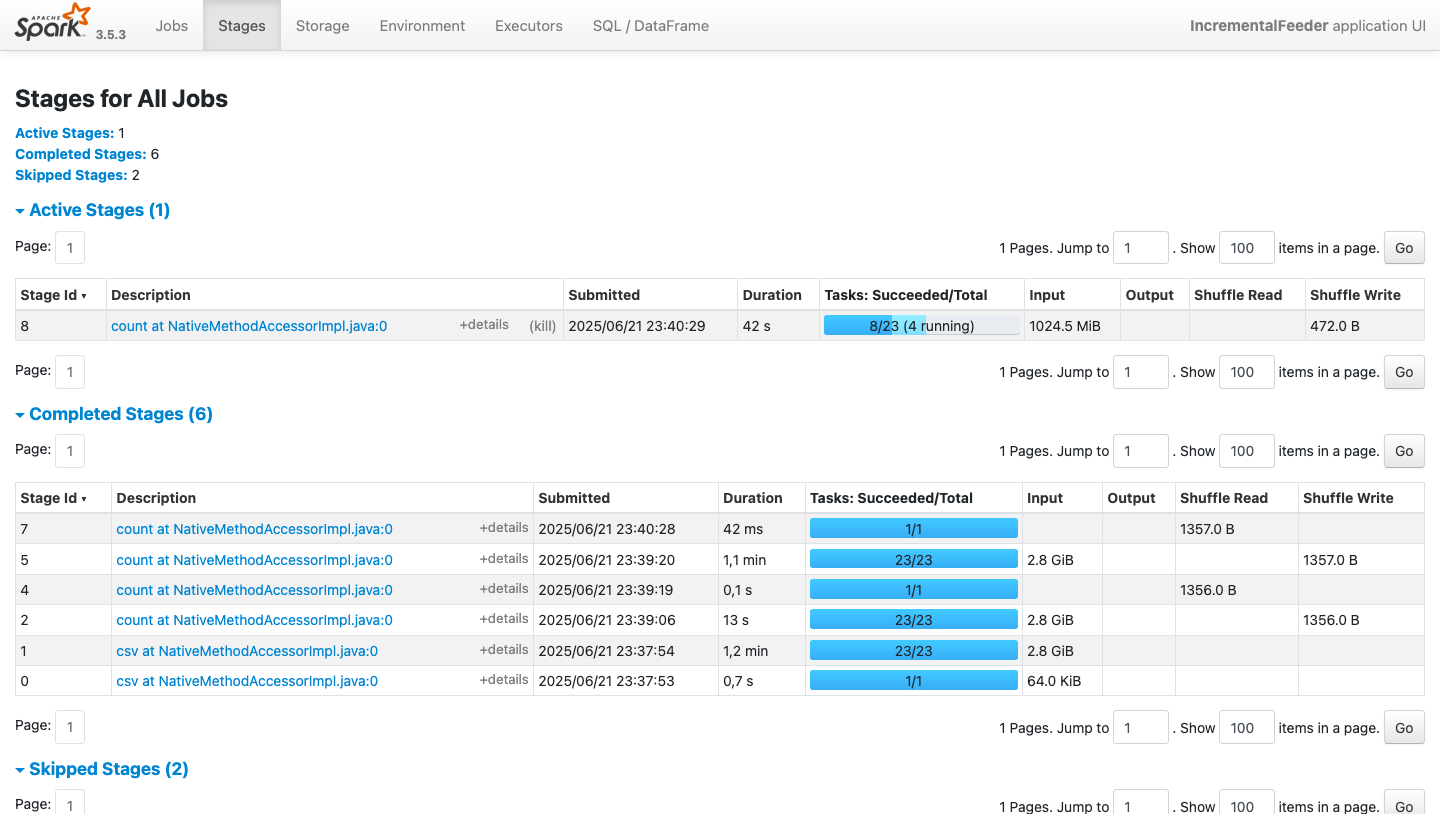 APACHE Spark 3.5.3 Jobs Stages Storage Environment Executors SQL / DataFrame IncrementalFeeder application UI
Stages for All Jobs
Active Stages: 1
Completed Stages: 6
Skipped Stages: 2
Active Stages (1)
Page: 1 1 Pages. Jump to 1 . Show 100 items in a page. Go
Stage Id ▾ Description Submitted Duration Tasks: Succeeded/Total Input Output Shuffle Read Shuffle Write
8 count at NativeMethodAccessorImpl.java:0 +details (kill) 2025/06/21 23:40:29 42 s 8/23 (4 running) 1024.5 MiB 472.0 B
Page: 1 1 Pages. Jump to 1 . Show 100 items in a page. Go
Completed Stages (6)
Page: 1 1 Pages. Jump to 1 . Show 100 items in a page. Go
Stage Id ▾ Description Submitted Duration Tasks: Succeeded/Total Input Output Shuffle Read Shuffle Write
7 count at NativeMethodAccessorImpl.java:0 +details 2025/06/21 23:40:28 42 ms 1/1 1357.0 B
5 count at NativeMethodAccessorImpl.java:0 +details 2025/06/21 23:39:20 1,1 min 23/23 2.8 GiB 1357.0 B
4 count at NativeMethodAccessorImpl.java:0 +details 2025/06/21 23:39:19 0,1 s 1/1 1356.0 B
2 count at NativeMethodAccessorImpl.java:0 +details 2025/06/21 23:39:06 13 s 23/23 2.8 GiB 1356.0 B
1 csv at NativeMethodAccessorImpl.java:0 +details 2025/06/21 23:37:54 1,2 min 23/23 2.8 GiB
0 csv at NativeMethodAccessorImpl.java:0 +details 2025/06/21 23:37:53 0,7 s 1/1 64.0 KiB
Page: 1 1 Pages. Jump to 1 . Show 100 items in a page. Go
Skipped Stages (2)
Page: 1 1 Pages. Jump to 1 . Show 100 items in a page. Go